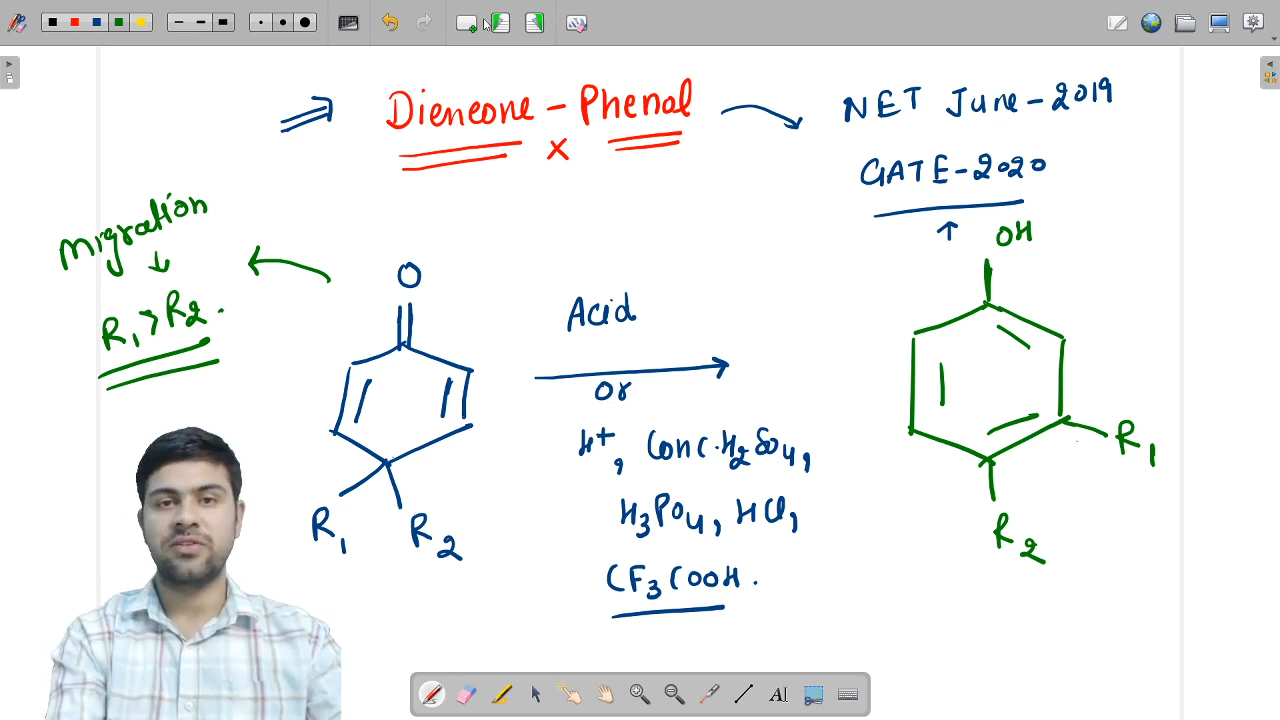 ⇒ Dieneone - Phenol
x
NET June - 2019
GATE - 2020
Migration
R1 > R2.
O
R1
R2
Acid
or
H+, Conc. H2SO4,
H3PO4, HCl,
CF3COOH.
OH
R1
R2
AI